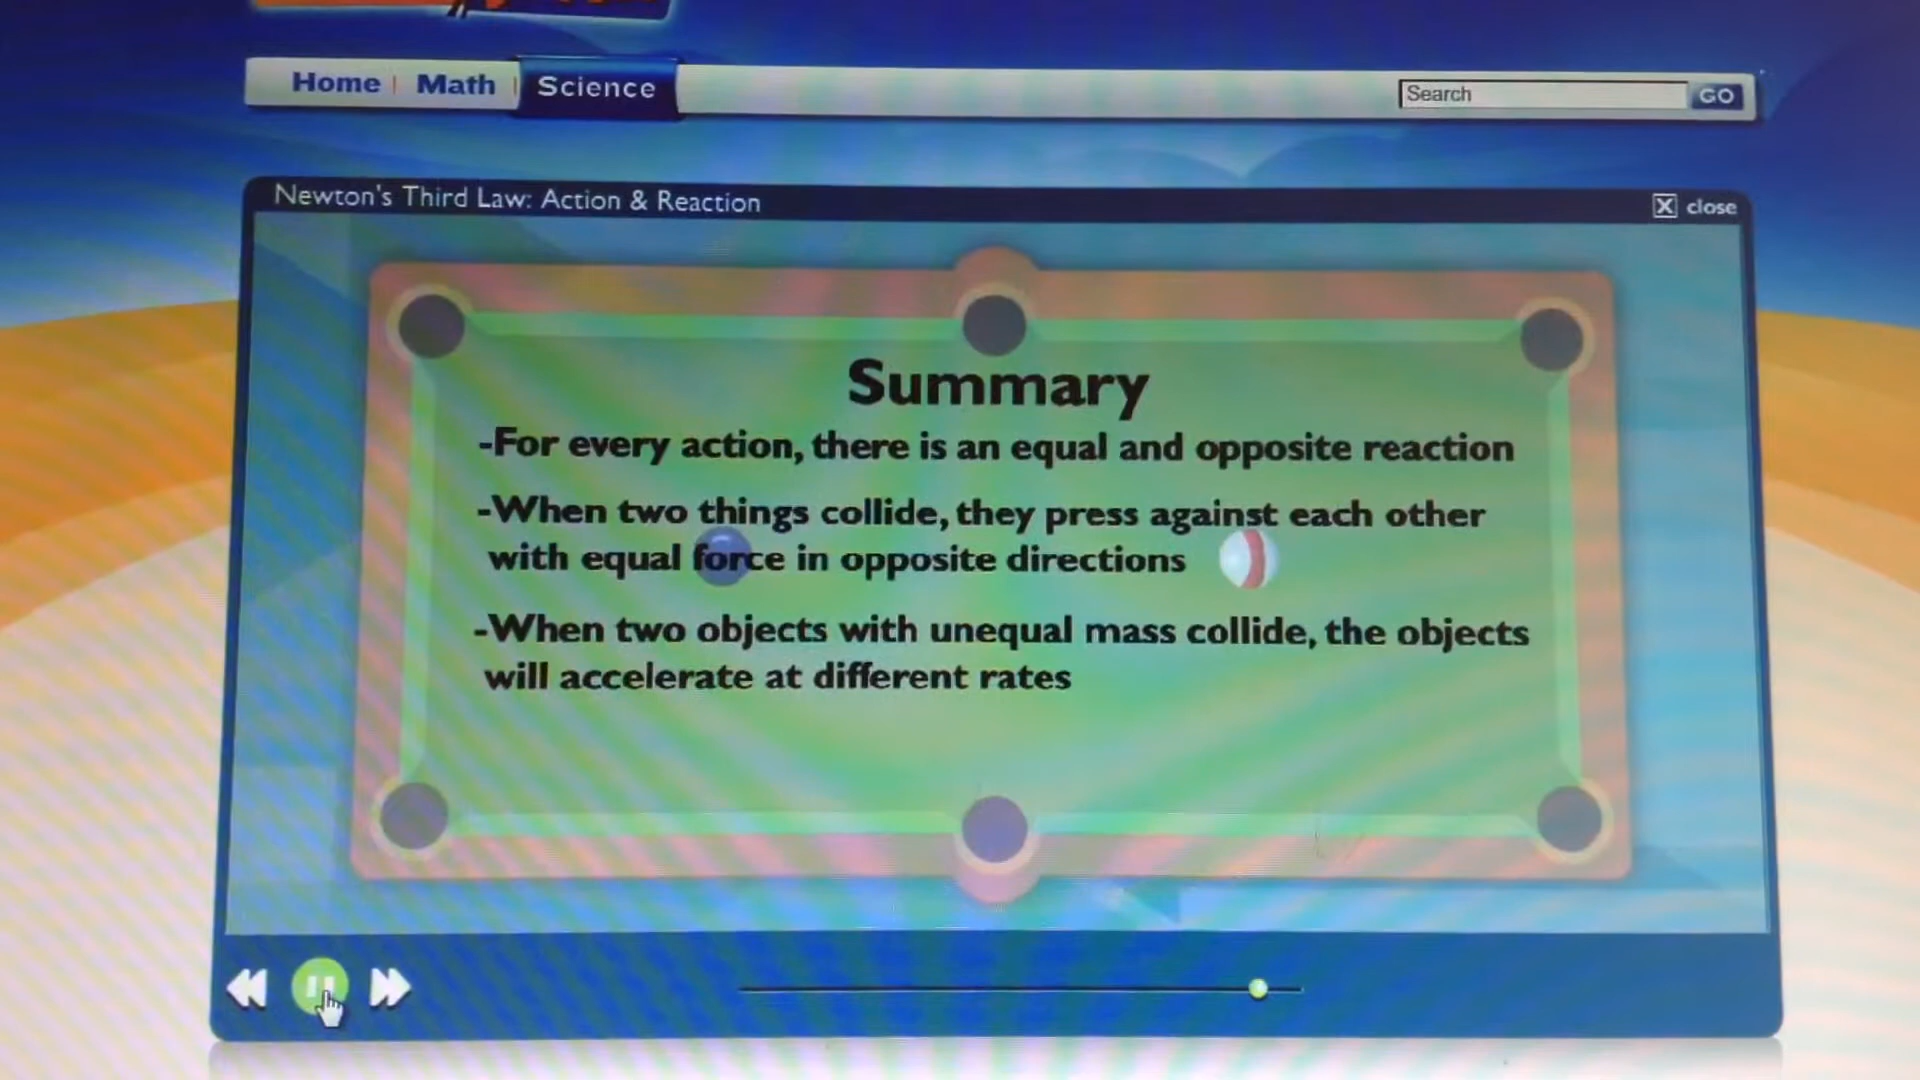 Home | Math | Science
Search GO
Newton's Third Law: Action & Reaction
X close
Summary
-For every action, there is an equal and opposite reaction
-When two things collide, they press against each other
with equal force in opposite directions
-When two objects with unequal mass collide, the objects
will accelerate at different rates